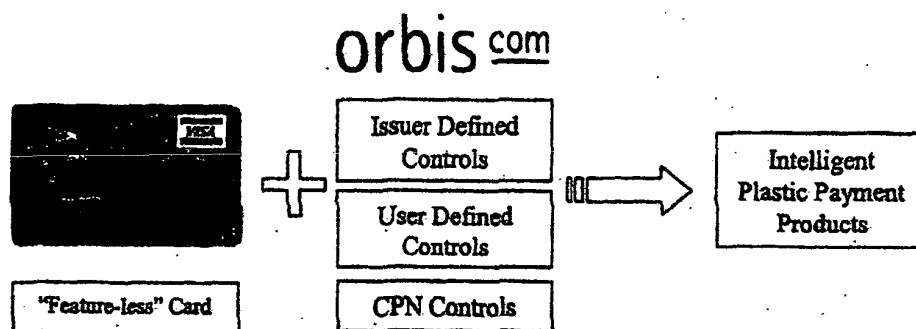 orbis com
VISA
Issuer Defined
Controls
Intelligent
Plastic Payment
Products
User Defined
Controls
"Feature-less" Card
CPN Controls